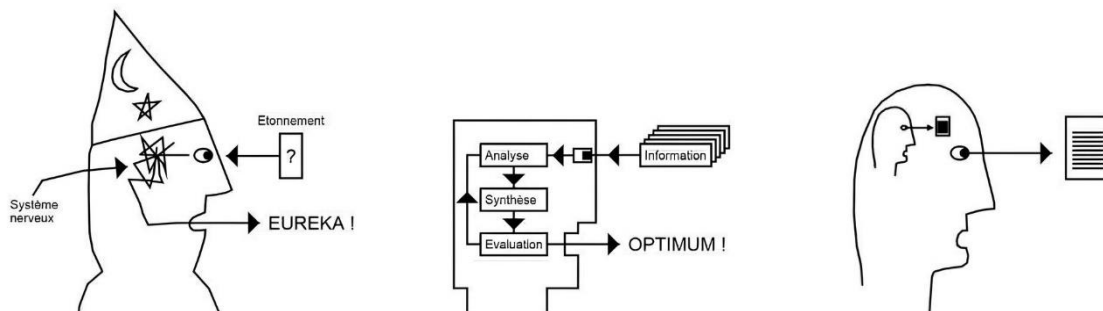 Etonnement
?
Système
nerveux
EUREKA !
Analyse
Information
Synthèse
Evaluation
OPTIMUM !